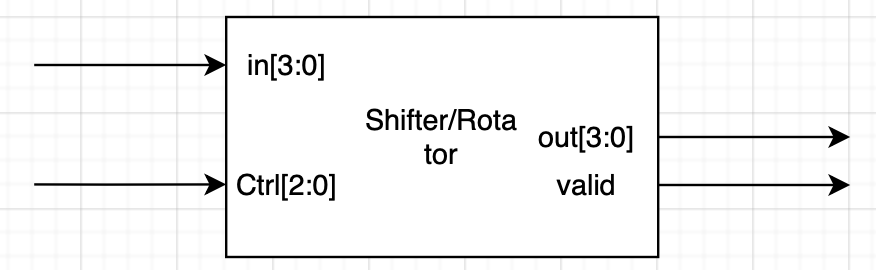 in[3:0]
Shifter/Rota
tor
out[3:0]
Ctrl[2:0]
valid